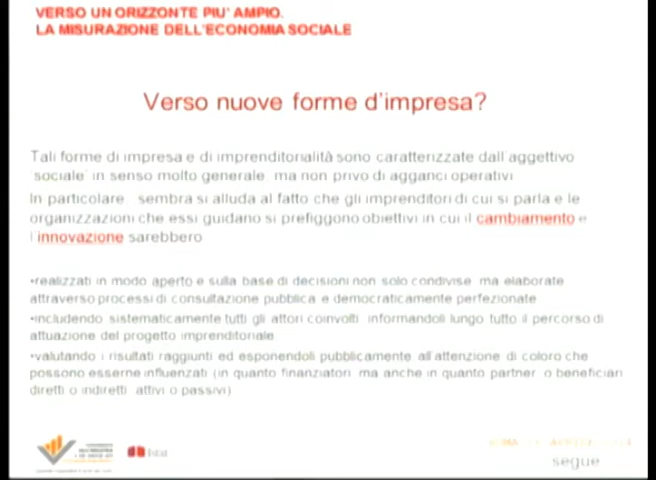 VERSO UN ORIZZONTE PIU' AMPIO.
LA MISURAZIONE DELL'ECONOMIA SOCIALE
Verso nuove forme d'impresa?
Tali forme di impresa e di imprenditorialità sono caratterizzate dall'aggettivo
'sociale' in senso molto generale, ma non privo di agganci operativi
In particolare, sembra si alluda al fatto che gli imprenditori di cui si parla e le
organizzazioni che essi guidano si prefiggono obiettivi in cui il cambiamento e
l'innovazione sarebbero
•realizzati in modo aperto e sulla base di decisioni non solo condivise, ma elaborate
attraverso processi di consultazione pubblica e democraticamente perfezionate
•includendo sistematicamente tutti gli attori coinvolti, informandoli lungo tutto il percorso di
attuazione del progetto imprenditoriale
•valutando i risultati raggiunti ed esponendoli pubblicamente all'attenzione di coloro che
possono esserne influenzati (in quanto finanziatori, ma anche in quanto partner, o beneficiari
diretti o indiretti, attivi o passivi)
Istat
segue